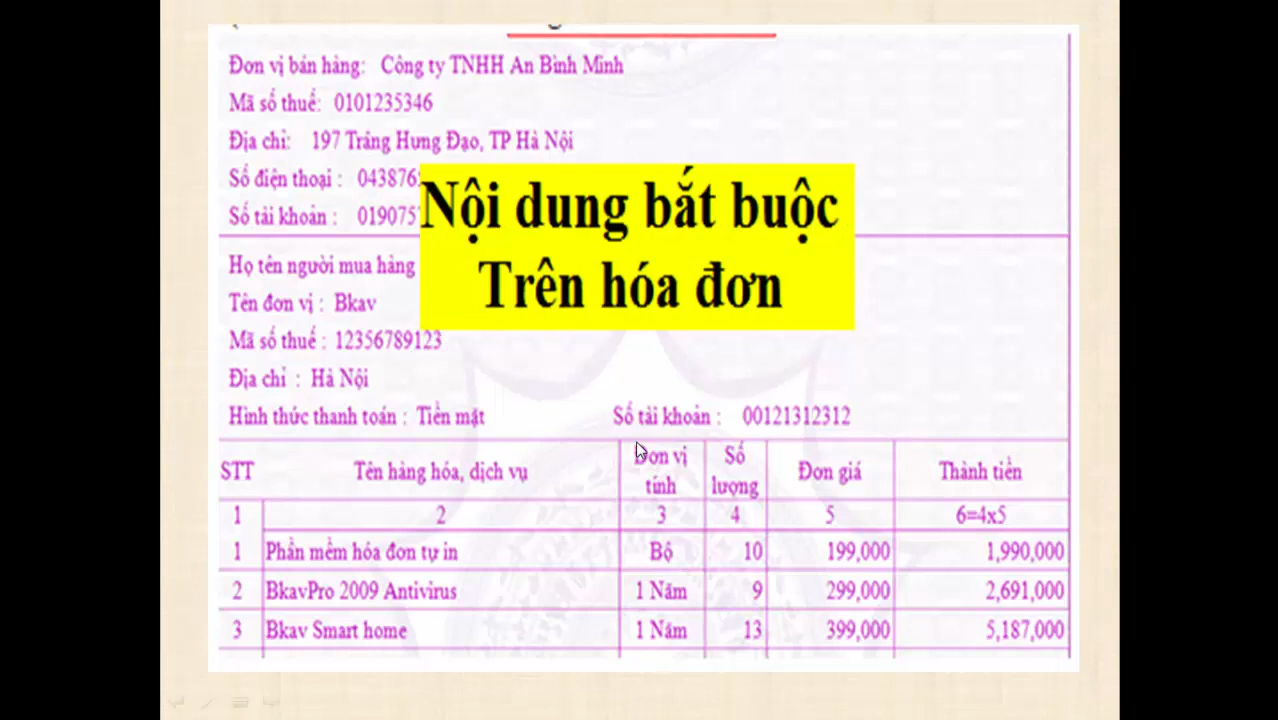 Đơn vị bán hàng: Công ty TNHH An Bình Minh
Mã số thuế: 0101235346
Địa chỉ: 197 Trâng Hưng Đạo, TP Hà Nội
Số điện thoại : 043876
Số tài khoản : 019075
Nội dung bắt buộc
Trên hóa đơn
Họ tên người mua hàng
Tên đơn vị : Bkav
Mã số thuế : 12356789123
Địa chỉ : Hà Nội
Hình thức thanh toán : Tiền mặt Số tài khoản : 00121312312
STT Tên hàng hóa, dịch vụ Đơn vị tính Số lượng Đơn giá Thành tiền
1 2 3 4 5 6=4x5
1 Phần mềm hóa đơn tự in Bộ 10 199,000 1,990,000
2 BkavPro 2009 Antivirus 1 Năm 9 299,000 2,691,000
3 Bkav Smart home 1 Năm 13 399,000 5,187,000